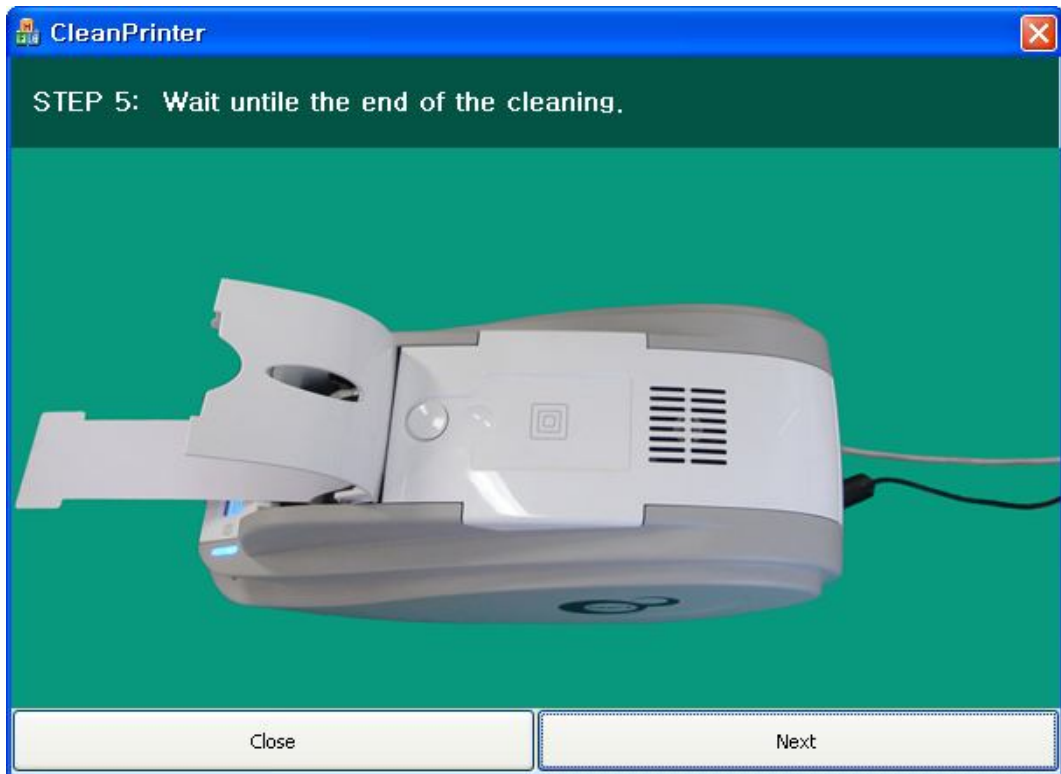 CleanPrinter
STEP 5: Wait untile the end of the cleaning.
Close
Next